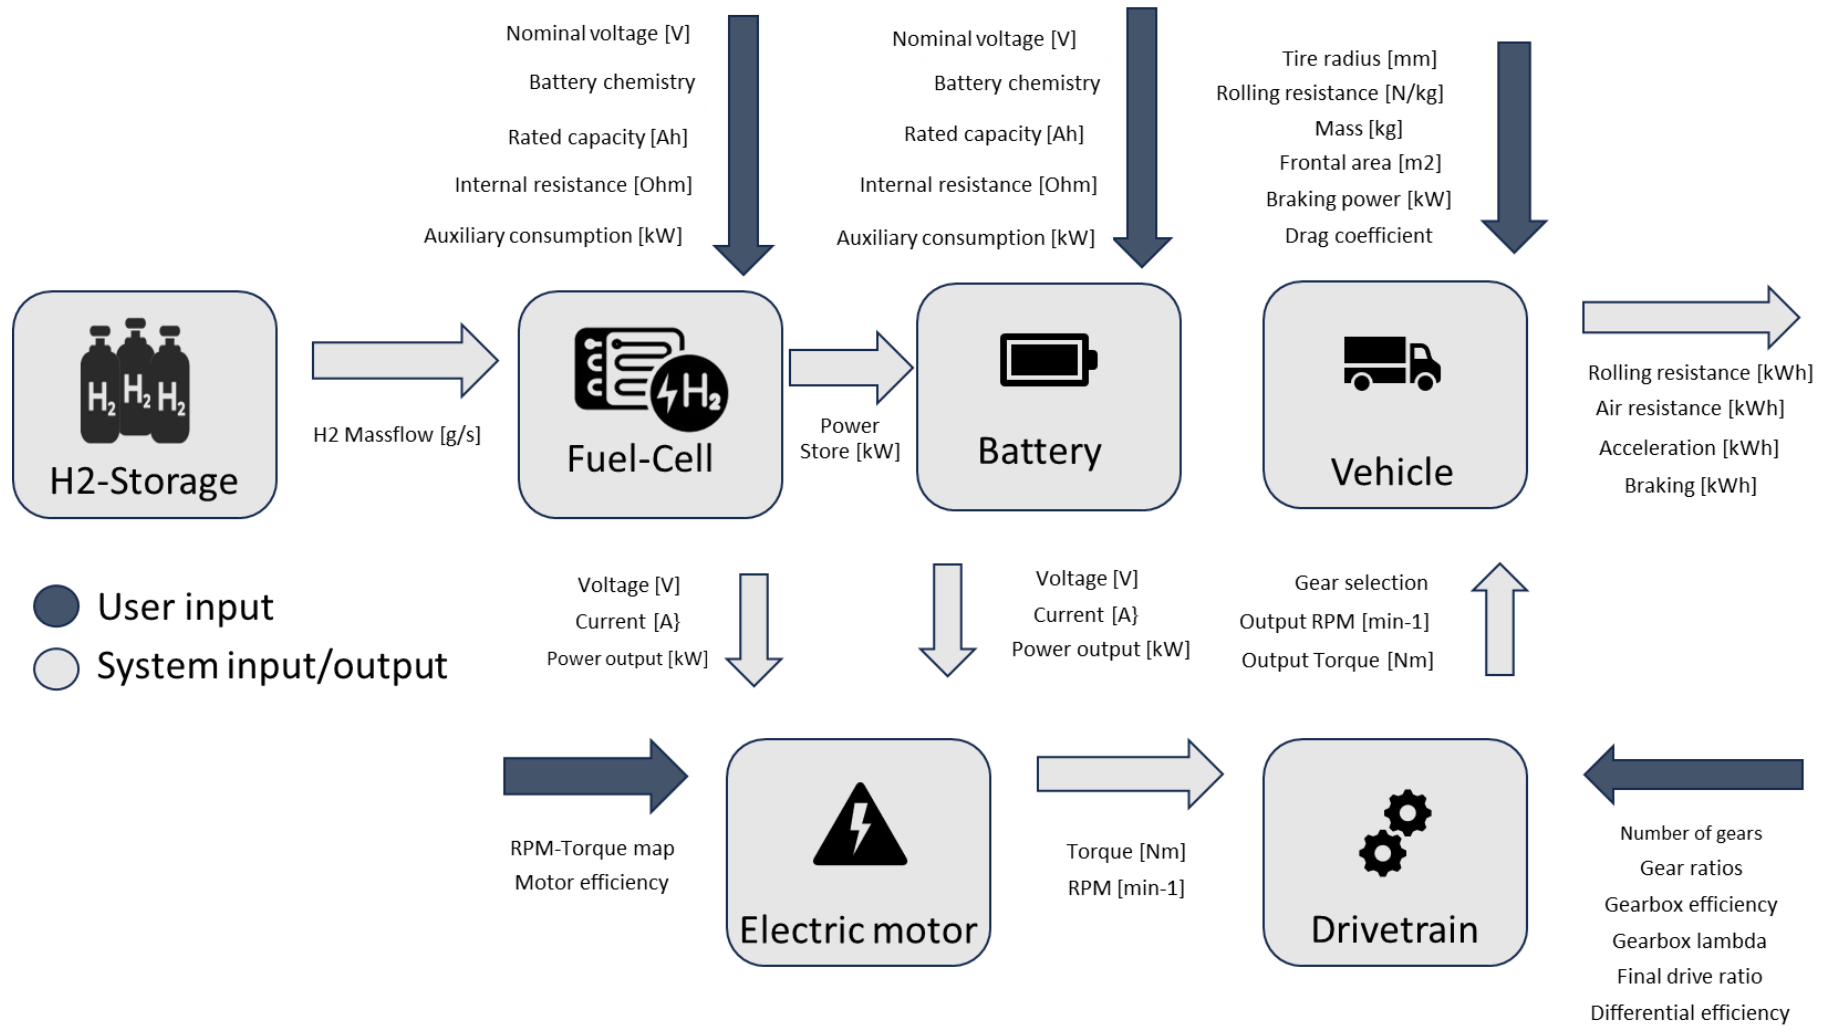 Nominal voltage [V]
Battery chemistry
Rated capacity [Ah]
Internal resistance [Ohm]
Auxiliary consumption [kW]
Nominal voltage [V]
Battery chemistry
Rated capacity [Ah]
Internal resistance [Ohm]
Auxiliary consumption [kW]
Tire radius [mm]
Rolling resistance [N/kg]
Mass [kg]
Frontal area [m2]
Braking power [kW]
Drag coefficient
H2 H2 H2
H2-Storage
H2 Massflow [g/s]
H2
Fuel-Cell
Power
Store [kW]
Battery
Vehicle
Rolling resistance [kWh]
Air resistance [kWh]
Acceleration [kWh]
Braking [kWh]
User input
System input/output
Voltage [V]
Current [A}
Power output [kW]
Voltage [V]
Current [A}
Power output [kW]
Gear selection
Output RPM [min-1]
Output Torque [Nm]
RPM-Torque map
Motor efficiency
Electric motor
Torque [Nm]
RPM [min-1]
Drivetrain
Number of gears
Gear ratios
Gearbox efficiency
Gearbox lambda
Final drive ratio
Differential efficiency